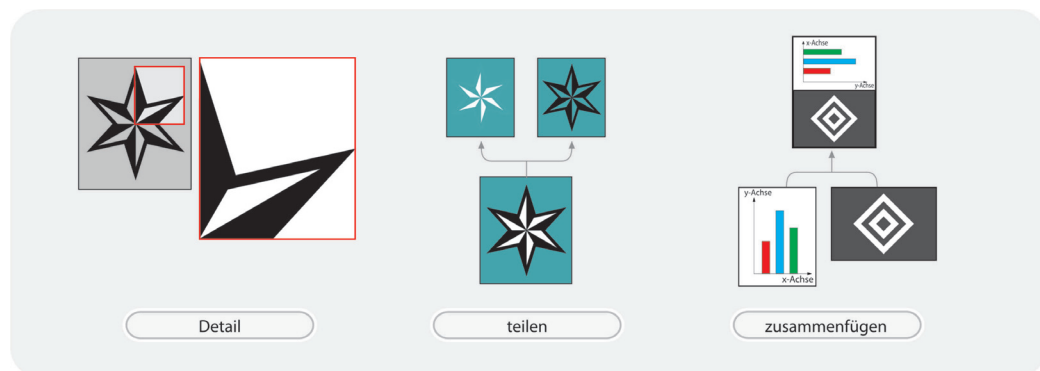 x-Achse
y-Achse
y-Achse
x-Achse
Detail
teilen
zusammenfügen